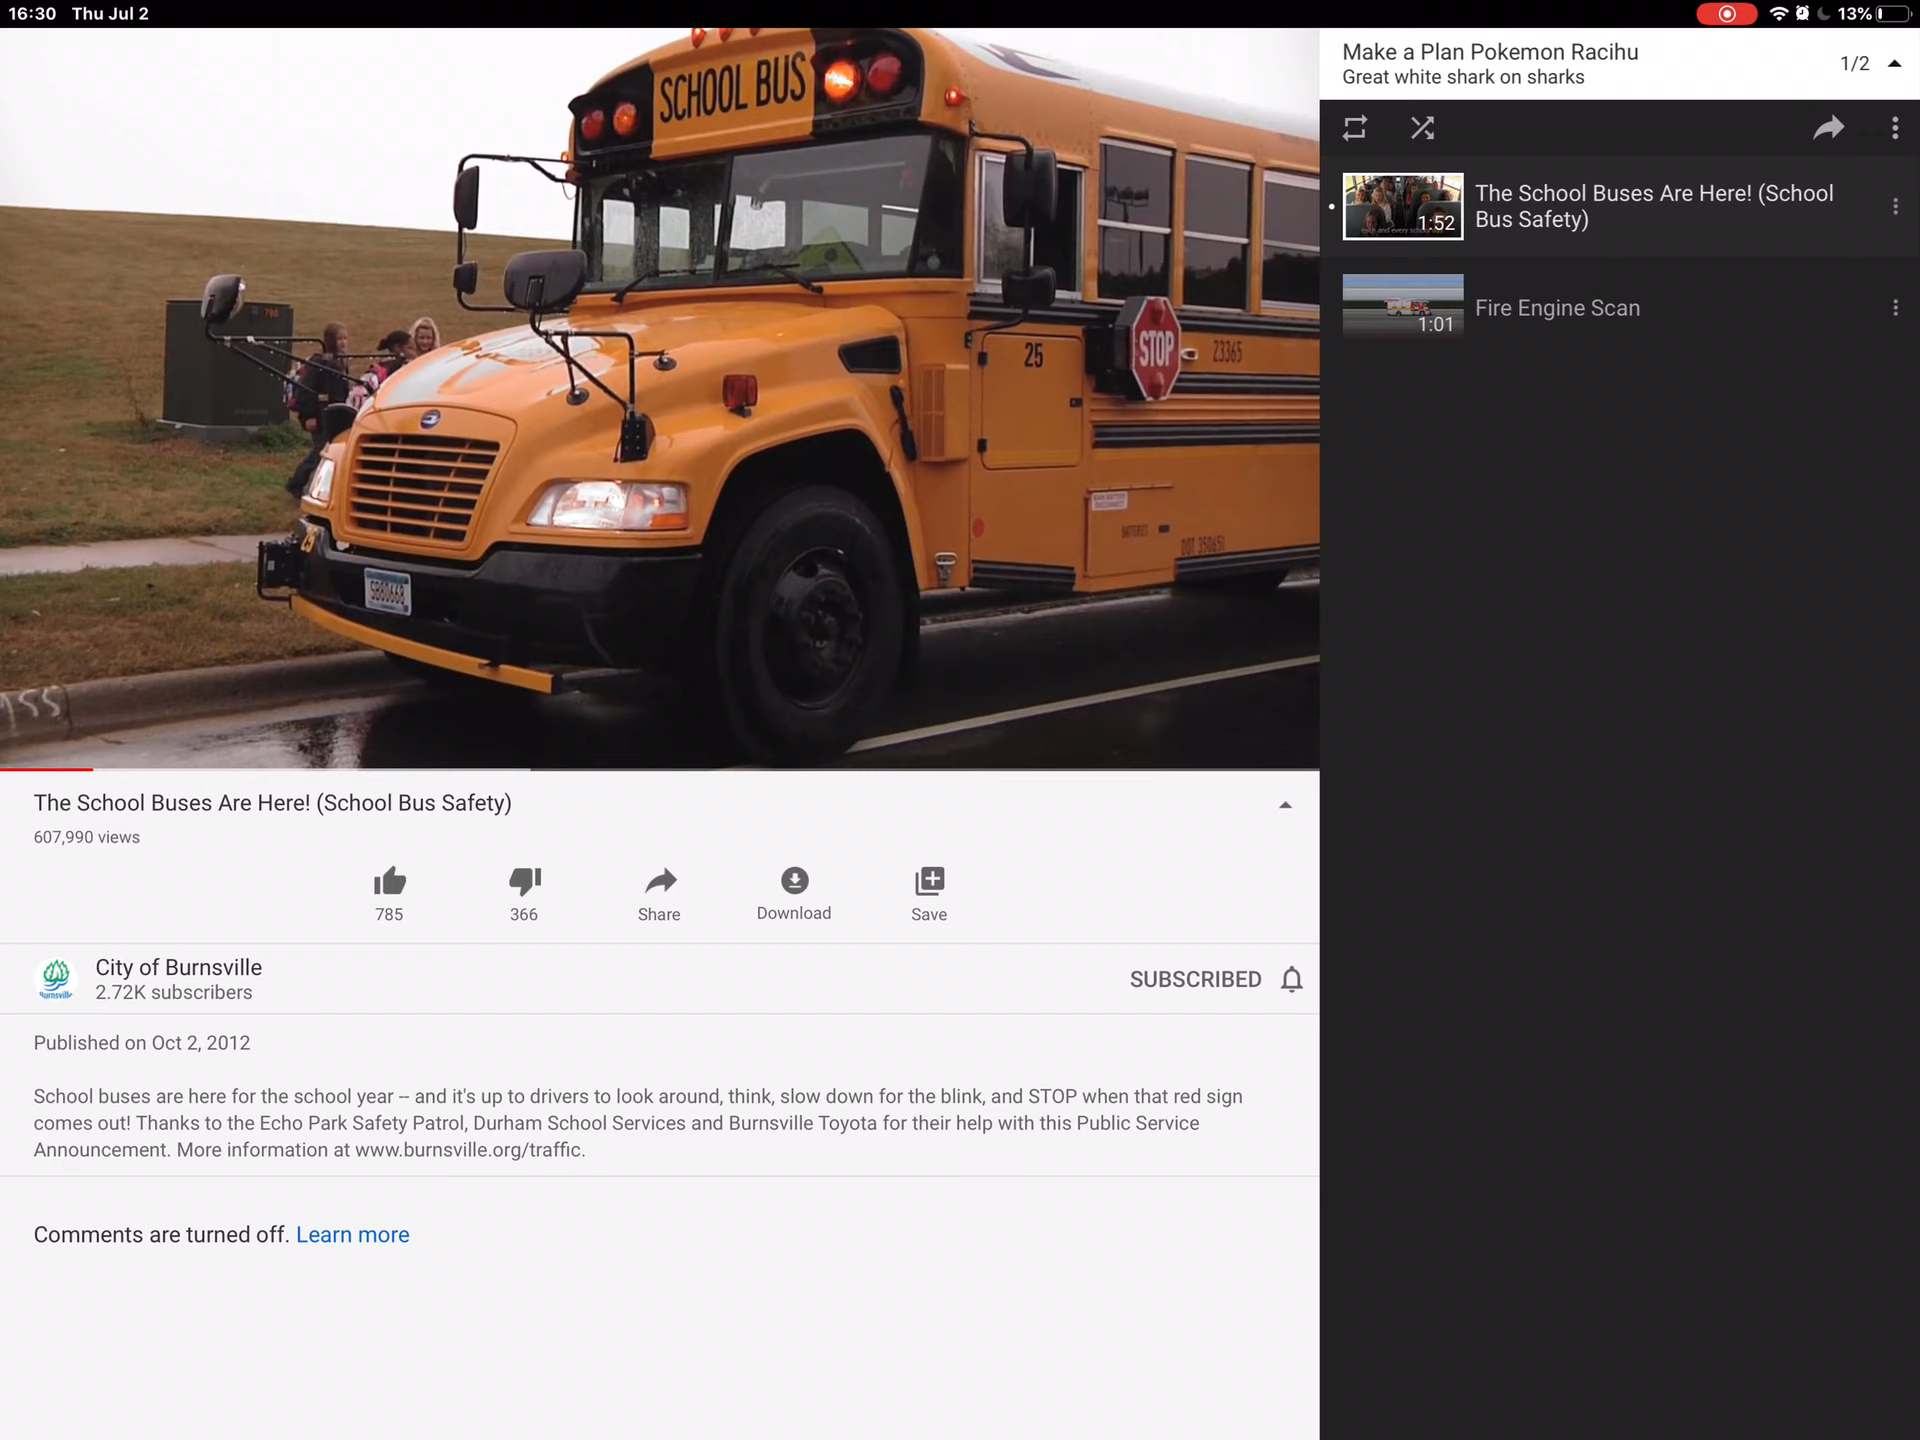 16:30 Thu Jul 2
13%
SCHOOL BUS
798
25
STOP
23365
BATTERIES
25
SB80668
Make a Plan Pokemon Racihu
Great white shark on sharks
1/2
1:52
The School Buses Are Here! (School
Bus Safety)
1:01
Fire Engine Scan
The School Buses Are Here! (School Bus Safety)
607,990 views
785
366
Share
Download
Save
Burnsville
City of Burnsville
2.72K subscribers
SUBSCRIBED
Published on Oct 2, 2012
School buses are here for the school year -- and it's up to drivers to look around, think, slow down for the blink, and STOP when that red sign
comes out! Thanks to the Echo Park Safety Patrol, Durham School Services and Burnsville Toyota for their help with this Public Service
Announcement. More information at www.burnsville.org/traffic.
Comments are turned off. Learn more